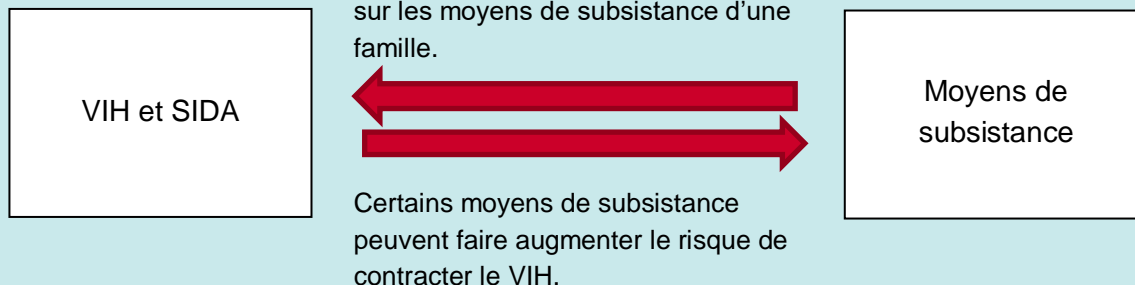 sur les moyens de subsistance d'une
famille.
VIH et SIDA
Moyens de
subsistance
Certains moyens de subsistance
peuvent faire augmenter le risque de
contracter le VIH.